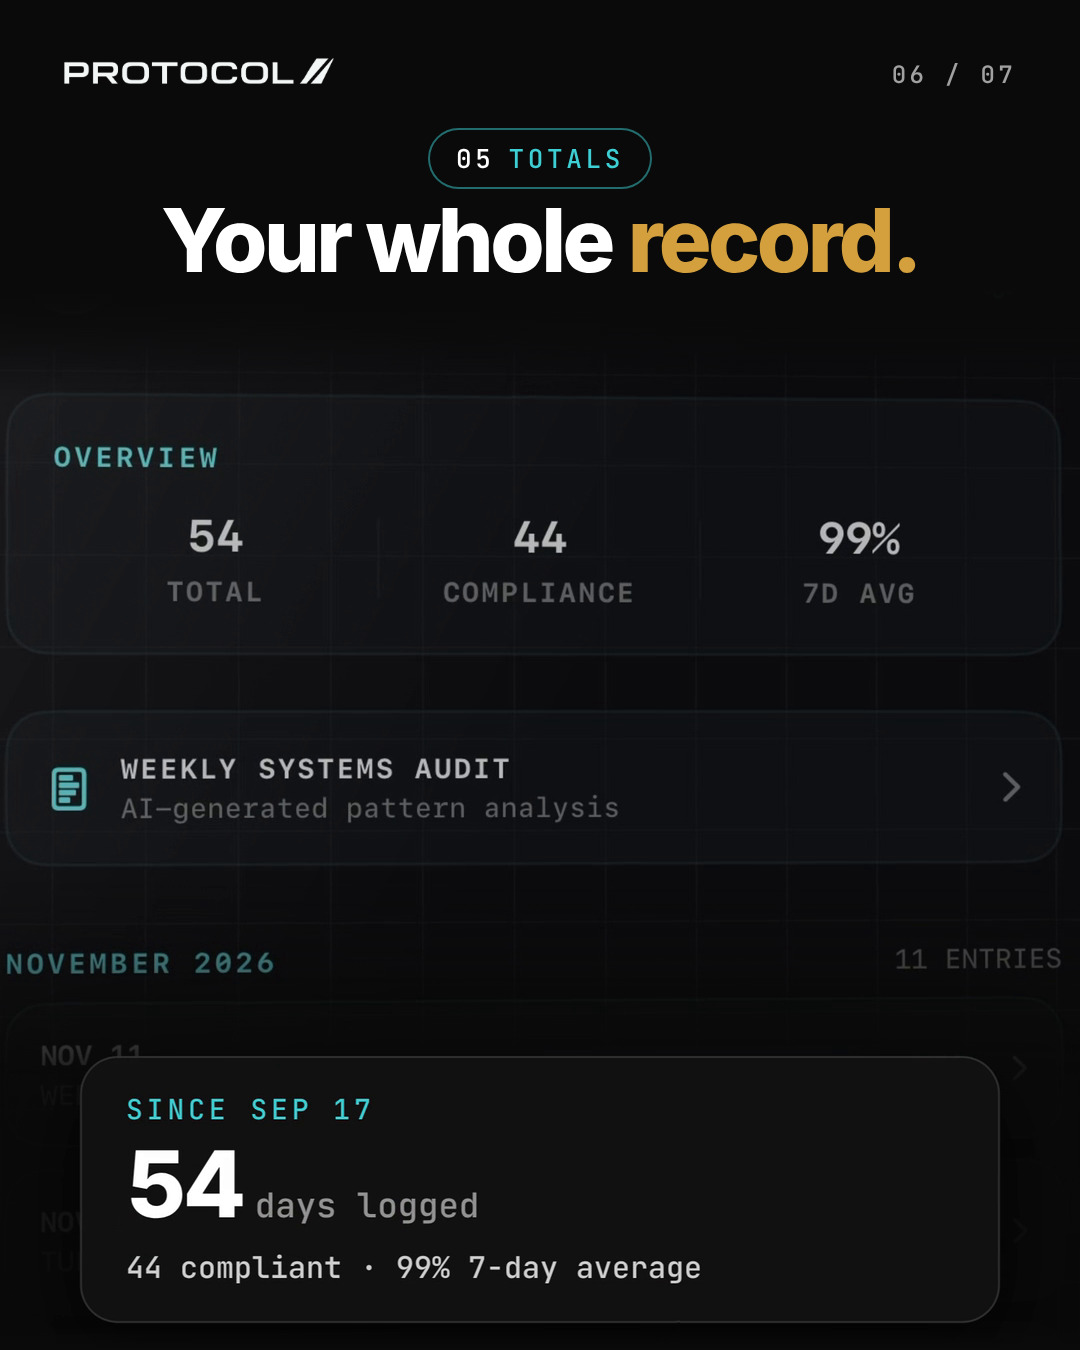 PROTOCOL
06 / 07
05 TOTALS
Your whole record.
OVERVIEW
54
44
99%
TOTAL
COMPLIANCE
7D AVG
WEEKLY SYSTEMS AUDIT
AI-generated pattern analysis
NOVEMBER 2026
11 ENTRIES
NOV 11
SINCE SEP 17
54 days logged
44 compliant · 99% 7-day average